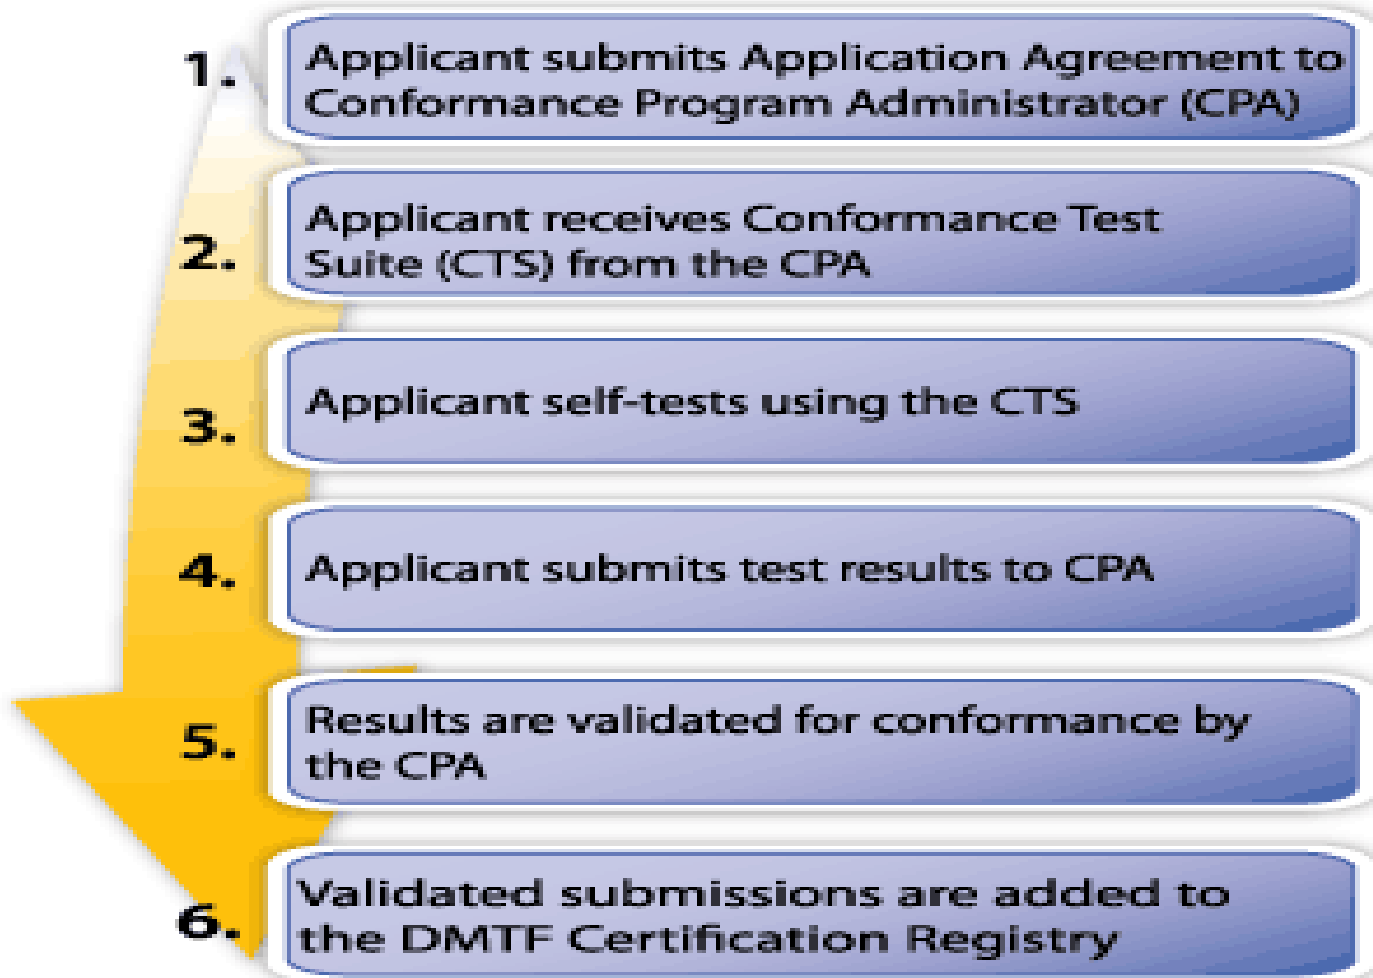 1.
Applicant submits Application Agreement to
Conformance Program Administrator (CPA)
2.
Applicant receives Conformance Test
Suite (CTS) from the CPA
3.
Applicant self-tests using the CTS
4.
Applicant submits test results to CPA
5.
Results are validated for conformance by
the CPA
6.
Validated submissions are added to
the DMTF Certification Registry